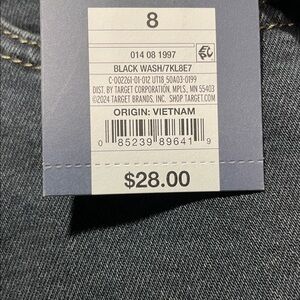 8
014 08 1997
BLACK WASH/7KL8E7
C-002261-01-012 UT18 50A03-0199
DIST. BY TARGET CORPORATION, MPLS., MN 55403
©2024 TARGET BRANDS, INC. SHOP TARGET.COM
ORIGIN: VIETNAM
0 85239 89641 9
$28.00